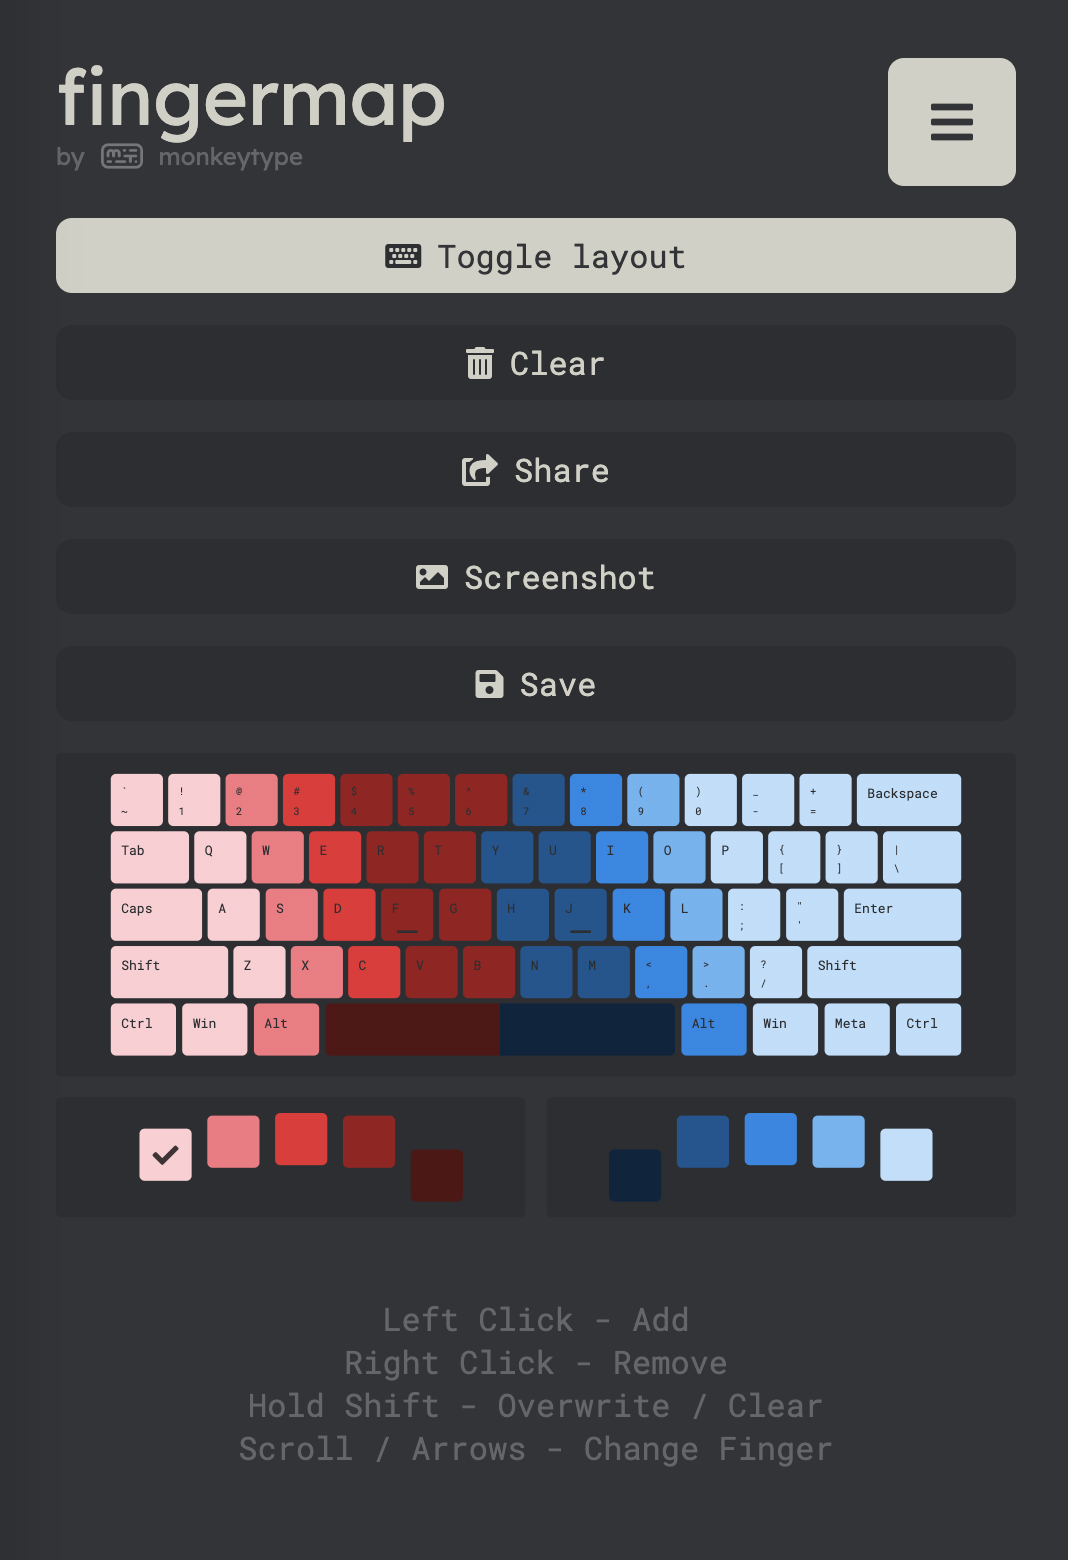 fingermap
by monkeytype
Toggle layout
Clear
Share
Screenshot
Save
` ! @ # $ % ^ & * ( ) _ + Backspace
~ 1 2 3 4 5 6 7 8 9 0 - =
Tab Q W E R T Y U I O P { } |
[ ] \
Caps A S D F G H J K L : " Enter
; '
Shift Z X C V B N M < > ? Shift
, . /
Ctrl Win Alt Alt Win Meta Ctrl
Left Click - Add
Right Click - Remove
Hold Shift - Overwrite / Clear
Scroll / Arrows - Change Finger